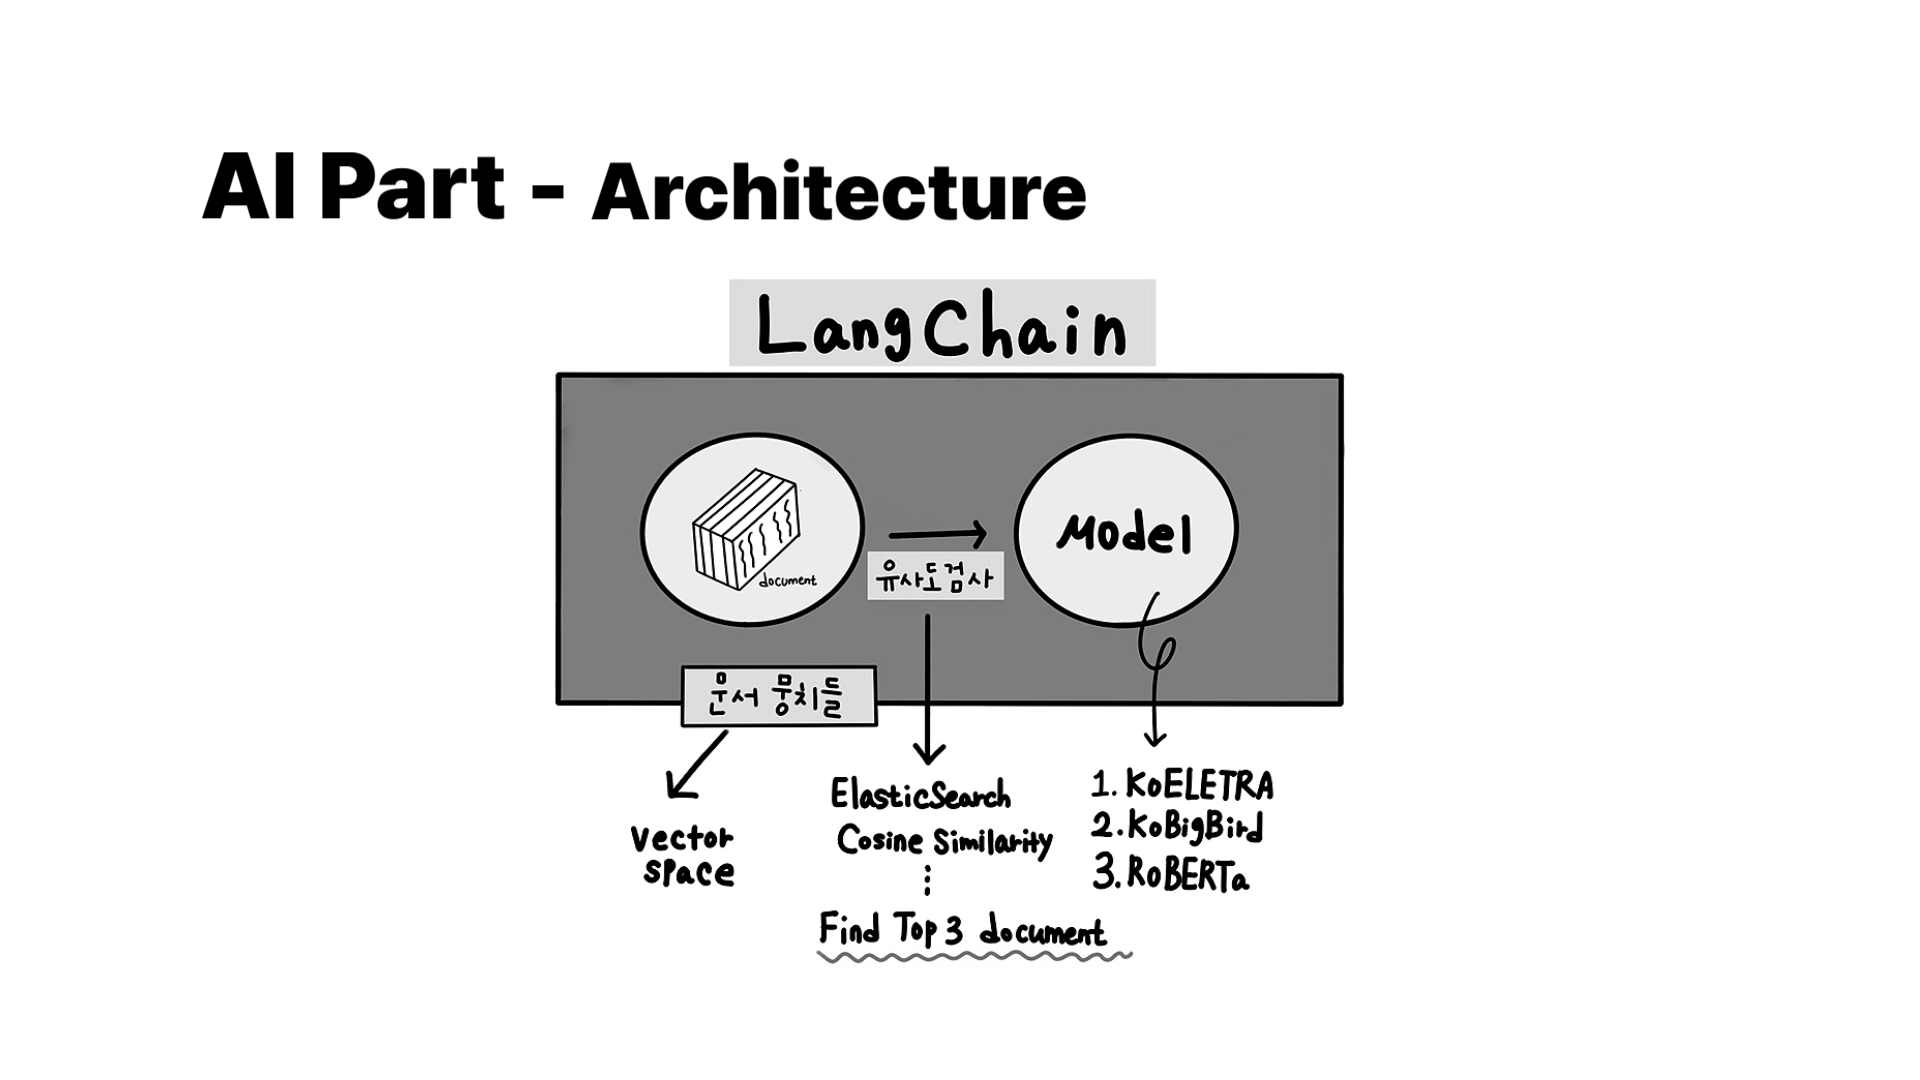 AI Part - Architecture
LangChain
document
Model
유사도검사
문서 뭉치들
Vector
space
ElasticSearch
Cosine Similarity
Find Top 3 document
1. KoELETRA
2. KoBigBird
3. RoBERTa